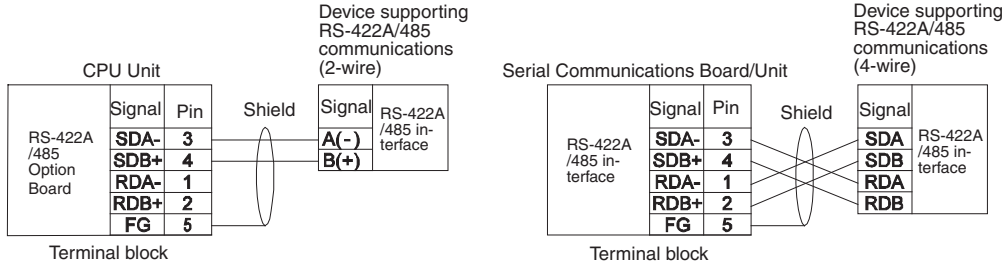 Device supporting
RS-422A/485
communications
(2-wire)
CPU Unit
Signal Pin Shield Signal
RS-422A
/485
Option
Board
SDA- 3
SDB+ 4
RDA- 1
RDB+ 2
FG 5
A(-)
B(+)
RS-422A
/485 in-
terface
Terminal block
Device supporting
RS-422A/485
communications
(4-wire)
Serial Communications Board/Unit
Signal Pin Shield Signal
RS-422A
/485 in-
terface
SDA- 3
SDB+ 4
RDA- 1
RDB+ 2
FG 5
SDA
SDB
RDA
RDB
RS-422A
/485 in-
terface
Terminal block